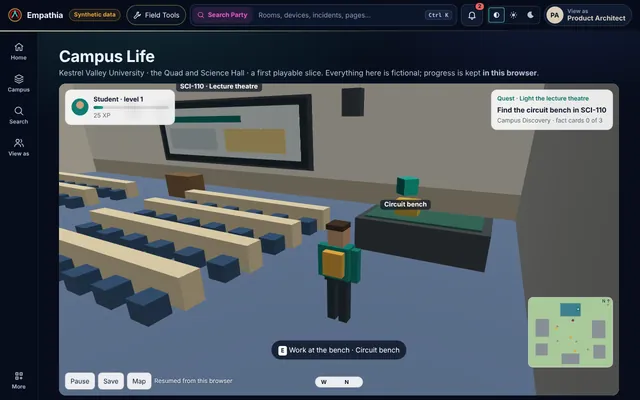 Empathia
Synthetic data
Field Tools
Search Party
Rooms, devices, incidents, pages...
Ctrl K
2
PA
View as
Product Architect
Home
Campus
Search
View as
More
Campus Life
Kestrel Valley University · the Quad and Science Hall · a first playable slice. Everything here is fictional; progress is kept in this browser.
Student · level 1
25 XP
SCI-110 · Lecture theatre
Quest · Light the lecture theatre
Find the circuit bench in SCI-110
Campus Discovery · fact cards 0 of 3
Circuit bench
N
E Work at the bench · Circuit bench
Pause
Save
Map
Resumed from this browser
W N